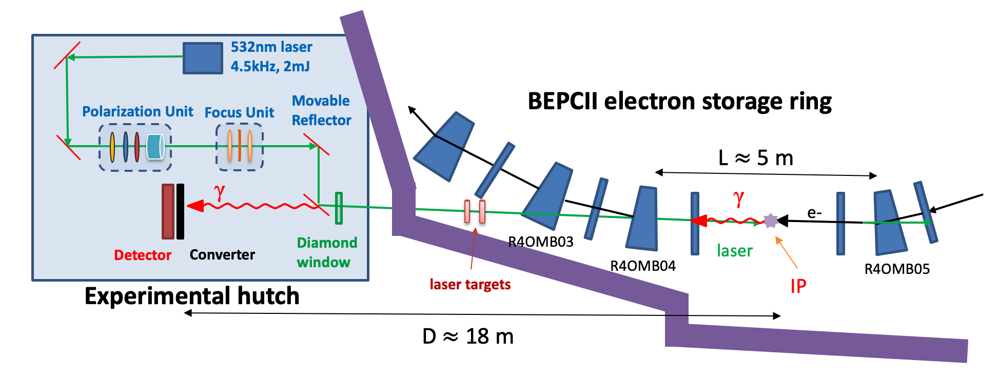 532nm laser
4.5kHz, 2mJ
Movable
Reflector
Polarization Unit
Focus Unit
γ
Detector
Converter
Diamond
window
Experimental hutch
BEPCII electron storage ring
L ≈ 5 m
γ
e-
laser
R4OMB03
R4OMB04
R4OMB05
laser targets
IP
D ≈ 18 m